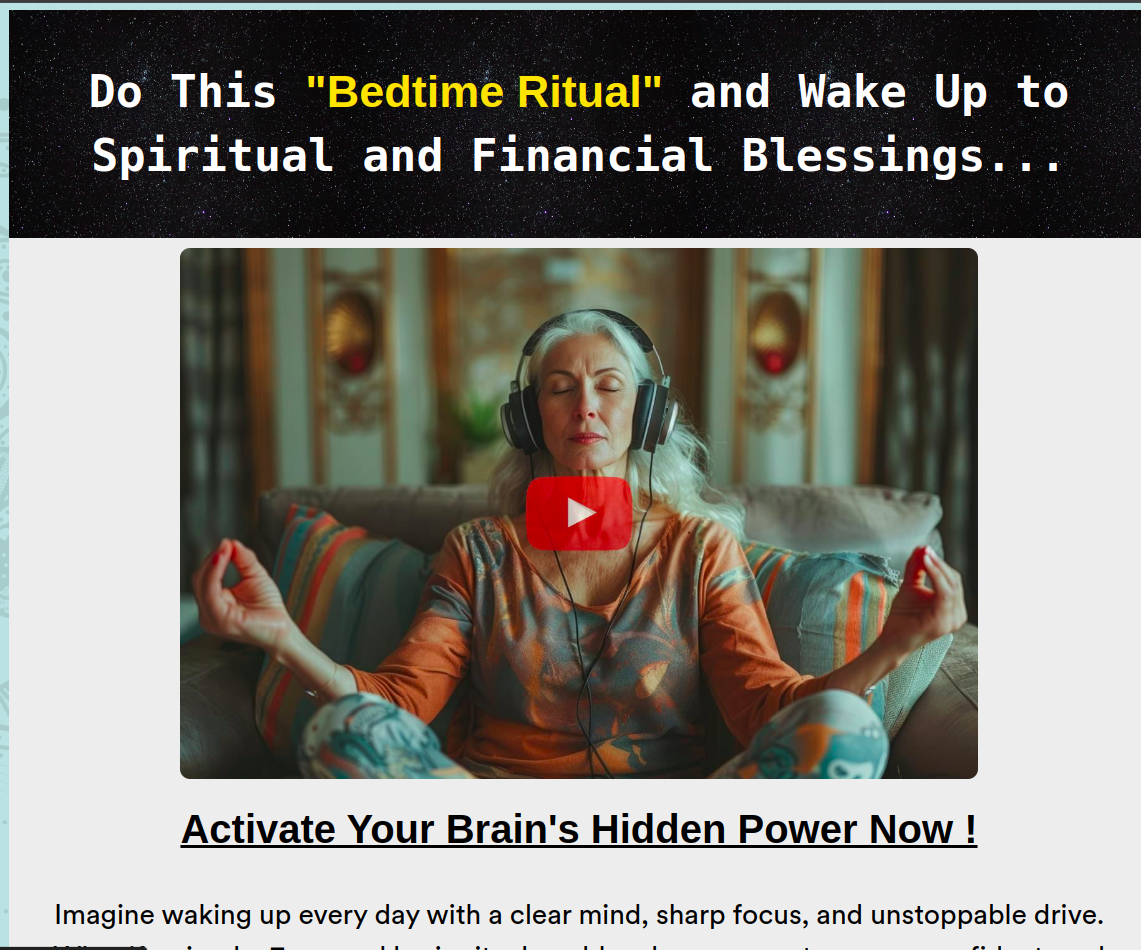 Do This "Bedtime Ritual" and Wake Up to
Spiritual and Financial Blessings...
Activate Your Brain's Hidden Power Now !
Imagine waking up every day with a clear mind, sharp focus, and unstoppable drive.